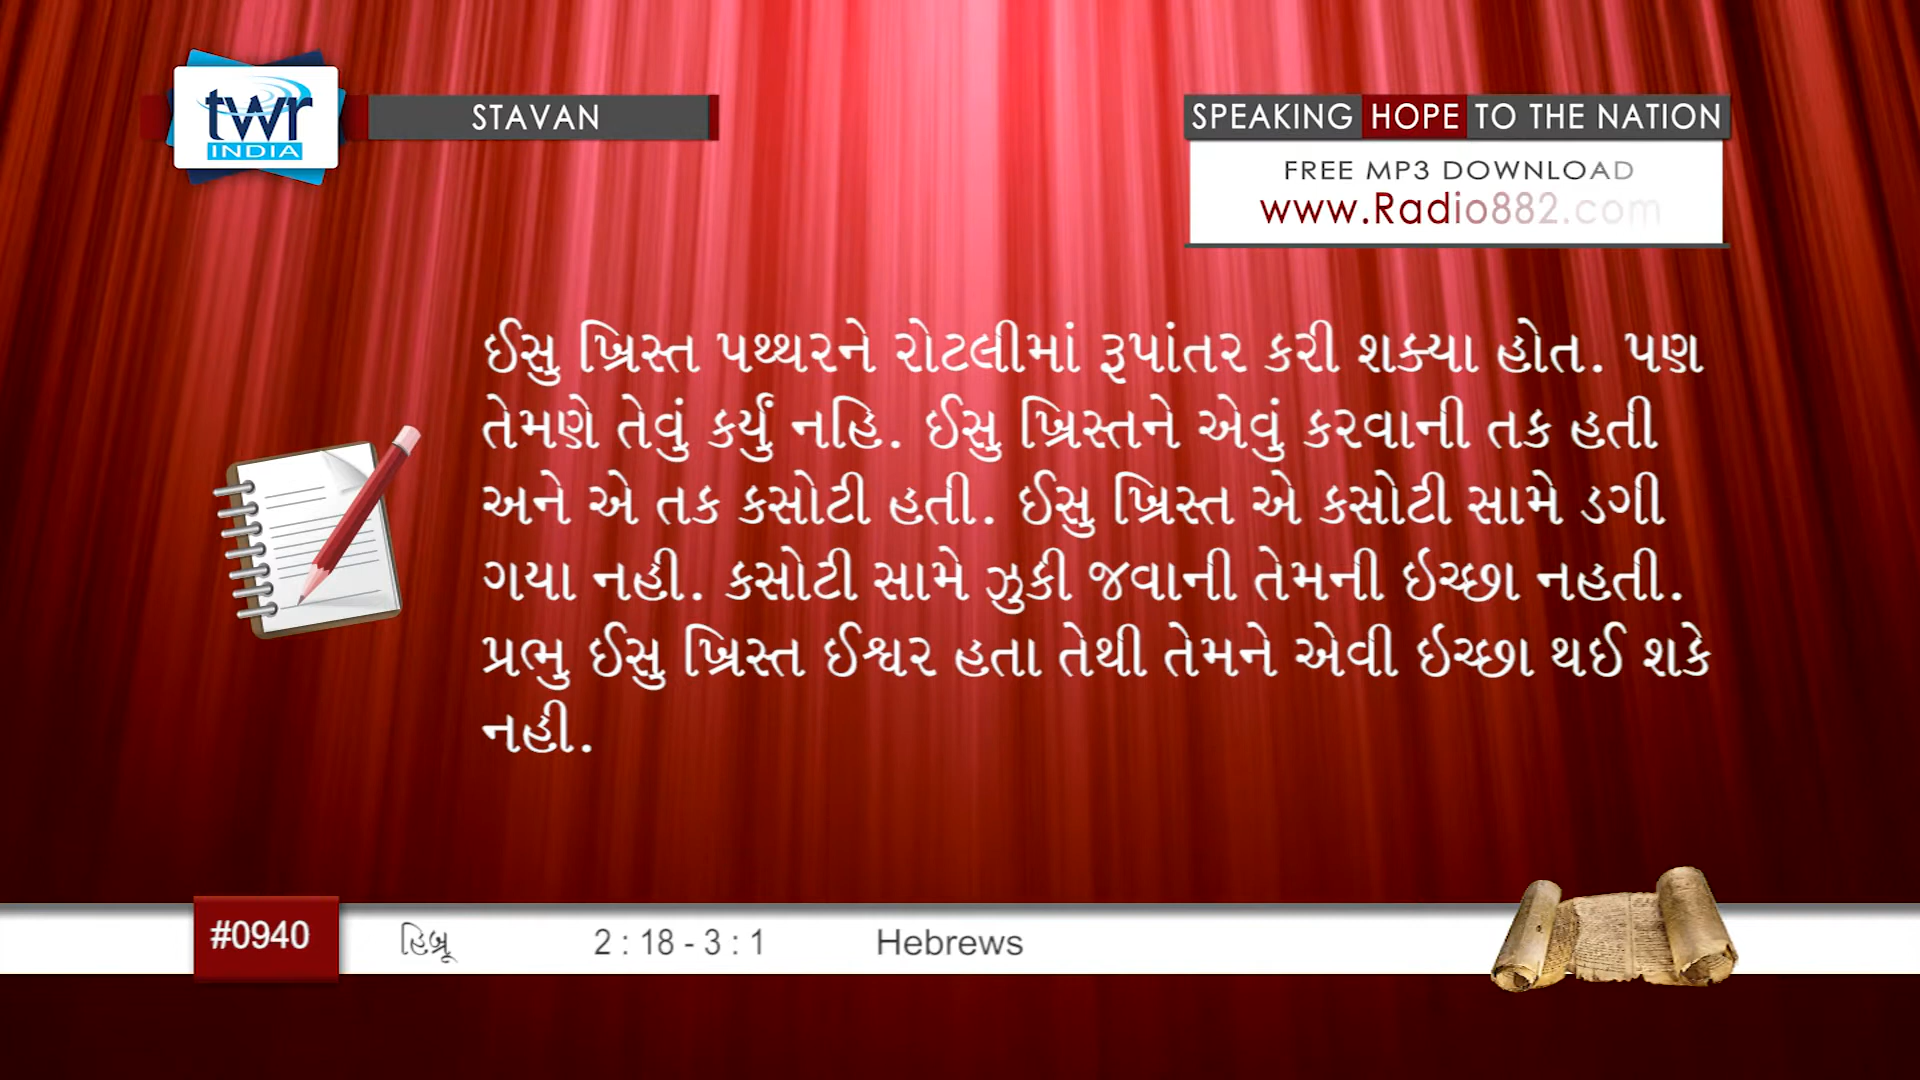 twr
INDIA
STAVAN
SPEAKING HOPE TO THE NATION
FREE MP3 DOWNLOAD
www.Radio882.com
ઈસુ ખ્રિસ્ત પથ્થરને રોટલીમાં રૂપાંતર કરી શક્યા હોત. પણ
તેમણે તેવું કર્યું નહિ. ઈસુ ખ્રિસ્તને એવું કરવાની તક હતી
અને એ તક કસોટી હતી. ઈસુ ખ્રિસ્ત એ કસોટી સામે ડગી
ગયા નહી. કસોટી સામે ઝુકી જવાની તેમની ઇચ્છા નહતી.
પ્રભુ ઈસુ ખ્રિસ્ત ઈશ્વર હતા તેથી તેમને એવી ઇચ્છા થઈ શકે
નહી.
#0940 હિબ્રૂ 2 : 18 - 3 : 1 Hebrews